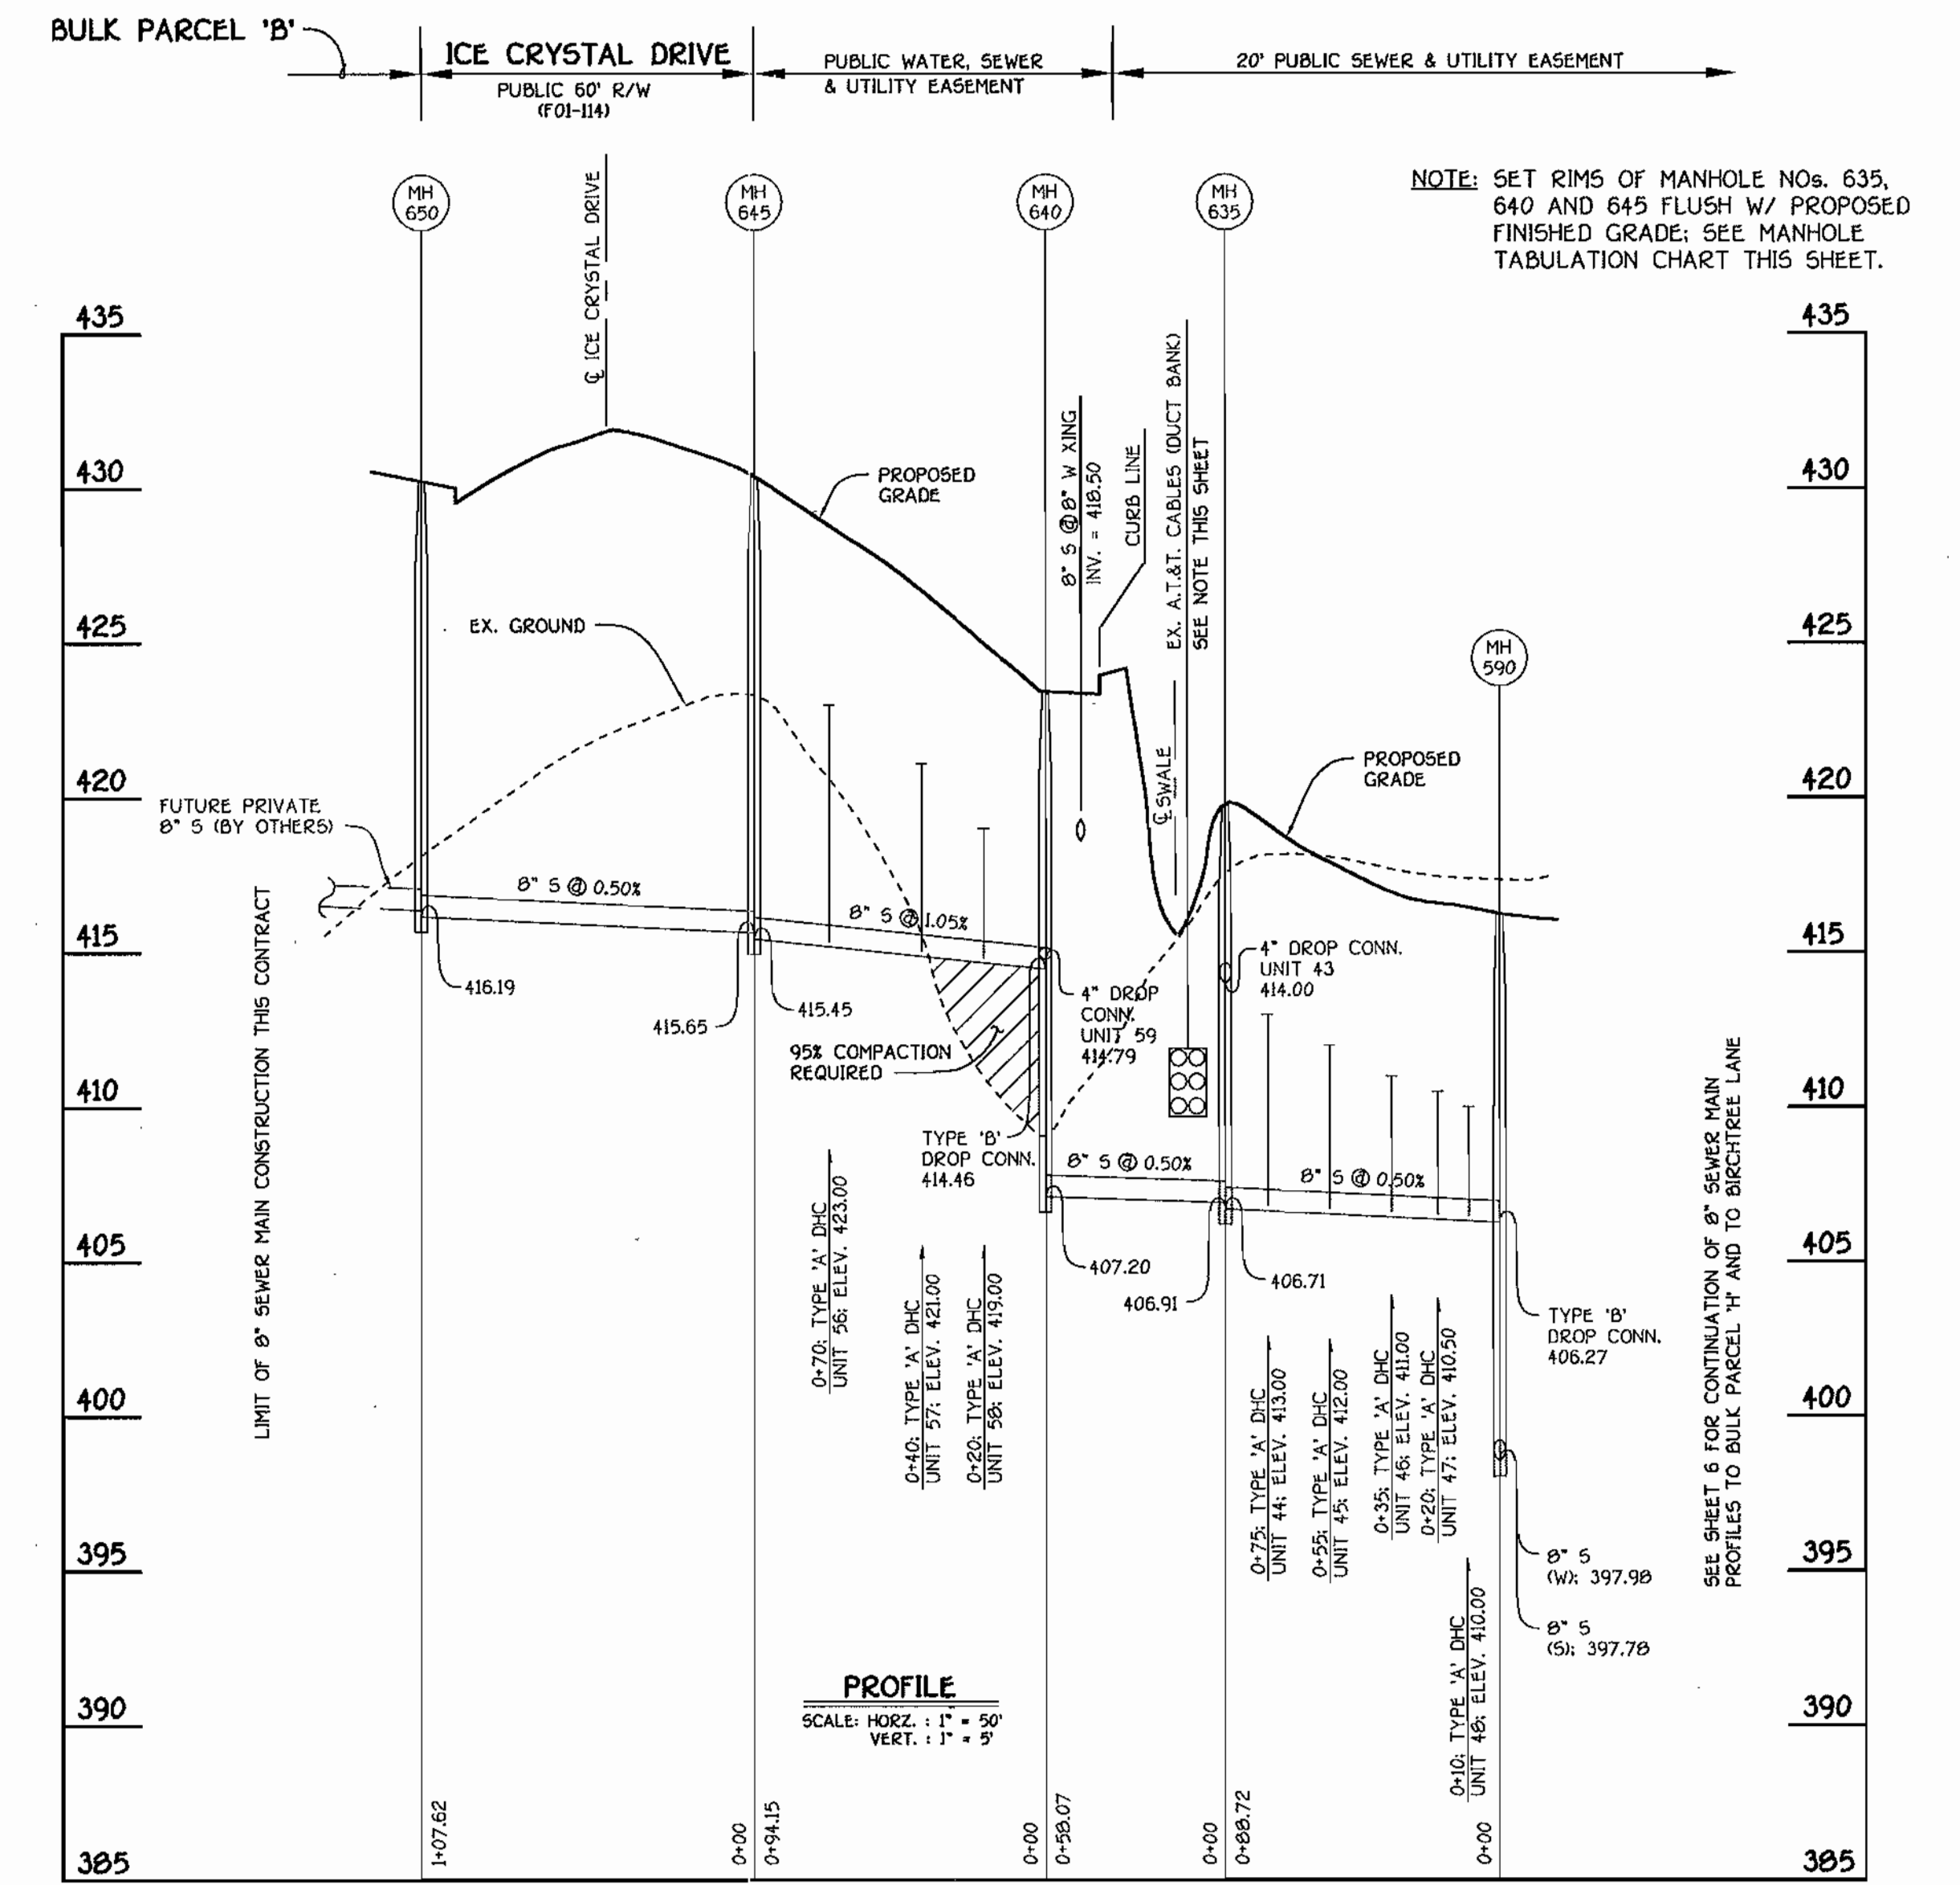 BULK PARCEL 'B'
ICE CRYSTAL DRIVE
PUBLIC 60' R/W
(F01-114)
PUBLIC WATER, SEWER
& UTILITY EASEMENT
20' PUBLIC SEWER & UTILITY EASEMENT
MH
650
℄ ICE CRYSTAL DRIVE
MH
645
MH
640
MH
635
NOTE: SET RIMS OF MANHOLE NOs. 635,
640 AND 645 FLUSH W/ PROPOSED
FINISHED GRADE; SEE MANHOLE
TABULATION CHART THIS SHEET.
435
435
430
430
425
425
420
420
415
415
410
410
405
405
400
400
395
395
390
390
385
385
PROPOSED
GRADE
8" S @ 8" W XING
INV. = 418.50
CURB LINE
EX. A.T.&T. CABLES (DUCT BANK)
SEE NOTE THIS SHEET
℄ SWALE
EX. GROUND
MH
590
PROPOSED
GRADE
FUTURE PRIVATE
8" S (BY OTHERS)
8" S @ 0.50%
8" S @ 1.05%
416.19
415.65
415.45
4" DROP
CONN.
UNIT 59
414.79
4" DROP CONN.
UNIT 43
414.00
95% COMPACTION
REQUIRED
TYPE 'B'
DROP CONN.
414.46
8" S @ 0.50%
8" S @ 0.50%
407.20
406.91
406.71
TYPE 'B'
DROP CONN.
406.27
LIMIT OF 8" SEWER MAIN CONSTRUCTION THIS CONTRACT
0+70; TYPE 'A' DHC
UNIT 56; ELEV. 423.00
0+40; TYPE 'A' DHC
UNIT 57; ELEV. 421.00
0+20; TYPE 'A' DHC
UNIT 58; ELEV. 419.00
0+75; TYPE 'A' DHC
UNIT 44; ELEV. 413.00
0+55; TYPE 'A' DHC
UNIT 45; ELEV. 412.00
0+35; TYPE 'A' DHC
UNIT 46; ELEV. 411.00
0+20; TYPE 'A' DHC
UNIT 47; ELEV. 410.50
0+10; TYPE 'A' DHC
UNIT 48; ELEV. 410.00
8" S
(W); 397.98
8" S
(S); 397.78
SEE SHEET 6 FOR CONTINUATION OF 8" SEWER MAIN
PROFILES TO BULK PARCEL 'H' AND TO BIRCHTREE LANE
PROFILE
SCALE: HORZ. : 1" = 50'
VERT. : 1" = 5'
1+07.62
0+00
0+94.15
0+00
0+58.07
0+00
0+88.72
0+00